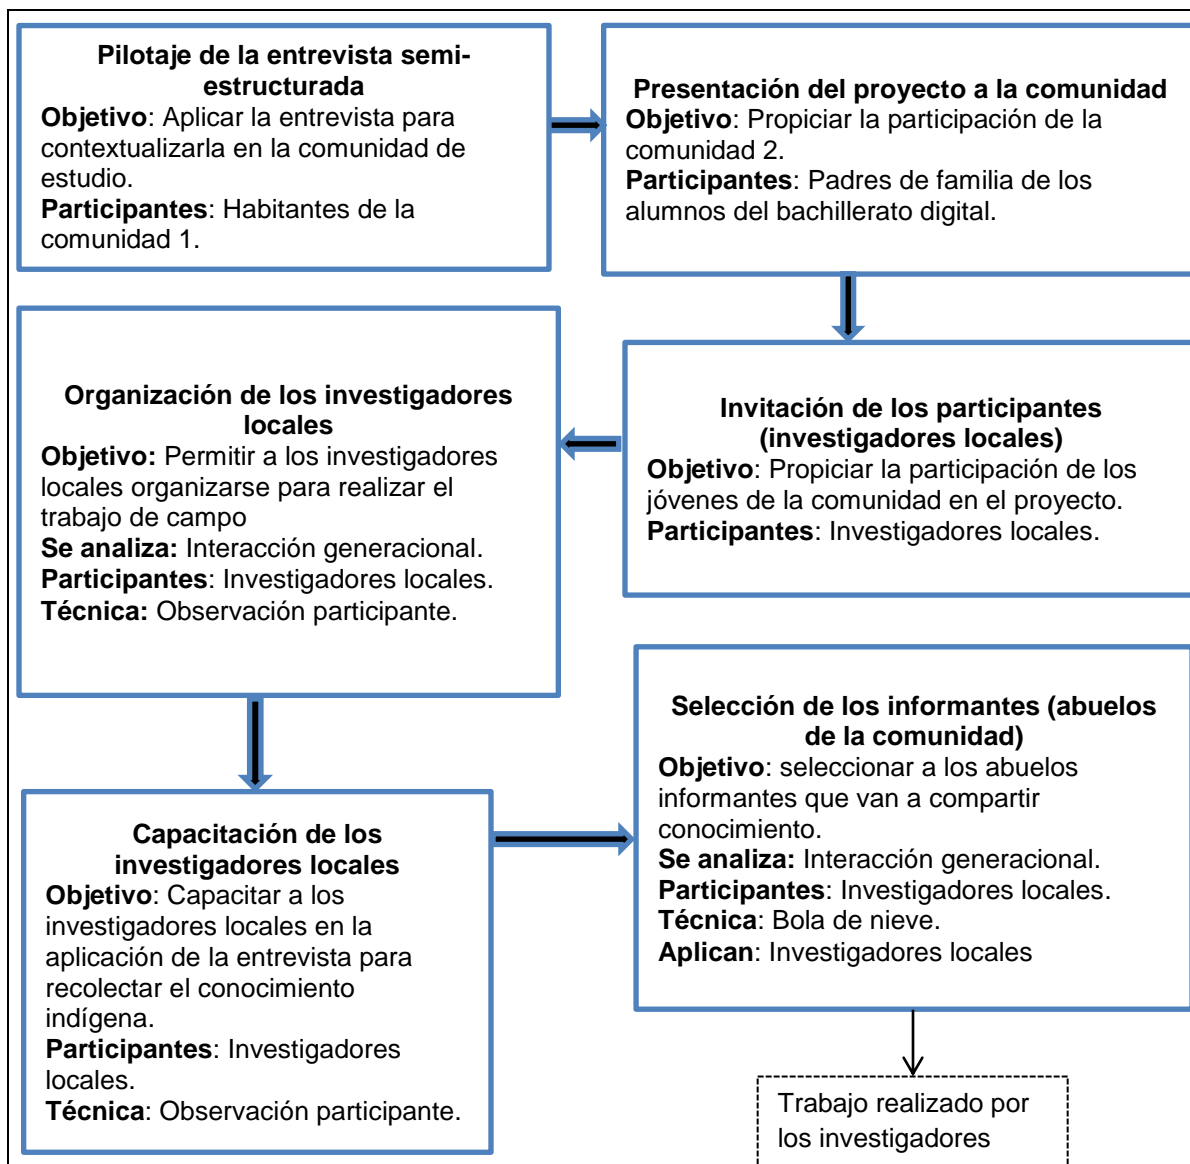 Pilotaje de la entrevista semi-
estructurada
Objetivo: Aplicar la entrevista para
contextualizarla en la comunidad de
estudio.
Participantes: Habitantes de la
comunidad 1.
Presentación del proyecto a la comunidad
Objetivo: Propiciar la participación de la
comunidad 2.
Participantes: Padres de familia de los
alumnos del bachillerato digital.
Invitación de los participantes
(investigadores locales)
Objetivo: Propiciar la participación de los
jóvenes de la comunidad en el proyecto.
Participantes: Investigadores locales.
Organización de los investigadores
locales
Objetivo: Permitir a los investigadores
locales organizarse para realizar el
trabajo de campo
Se analiza: Interacción generacional.
Participantes: Investigadores locales.
Técnica: Observación participante.
Capacitación de los
investigadores locales
Objetivo: Capacitar a los
investigadores locales en la
aplicación de la entrevista para
recolectar el conocimiento
indígena.
Participantes: Investigadores
locales.
Técnica: Observación participante.
Selección de los informantes (abuelos
de la comunidad)
Objetivo: seleccionar a los abuelos
informantes que van a compartir
conocimiento.
Se analiza: Interacción generacional.
Participantes: Investigadores locales.
Técnica: Bola de nieve.
Aplican: Investigadores locales
Trabajo realizado por
los investigadores